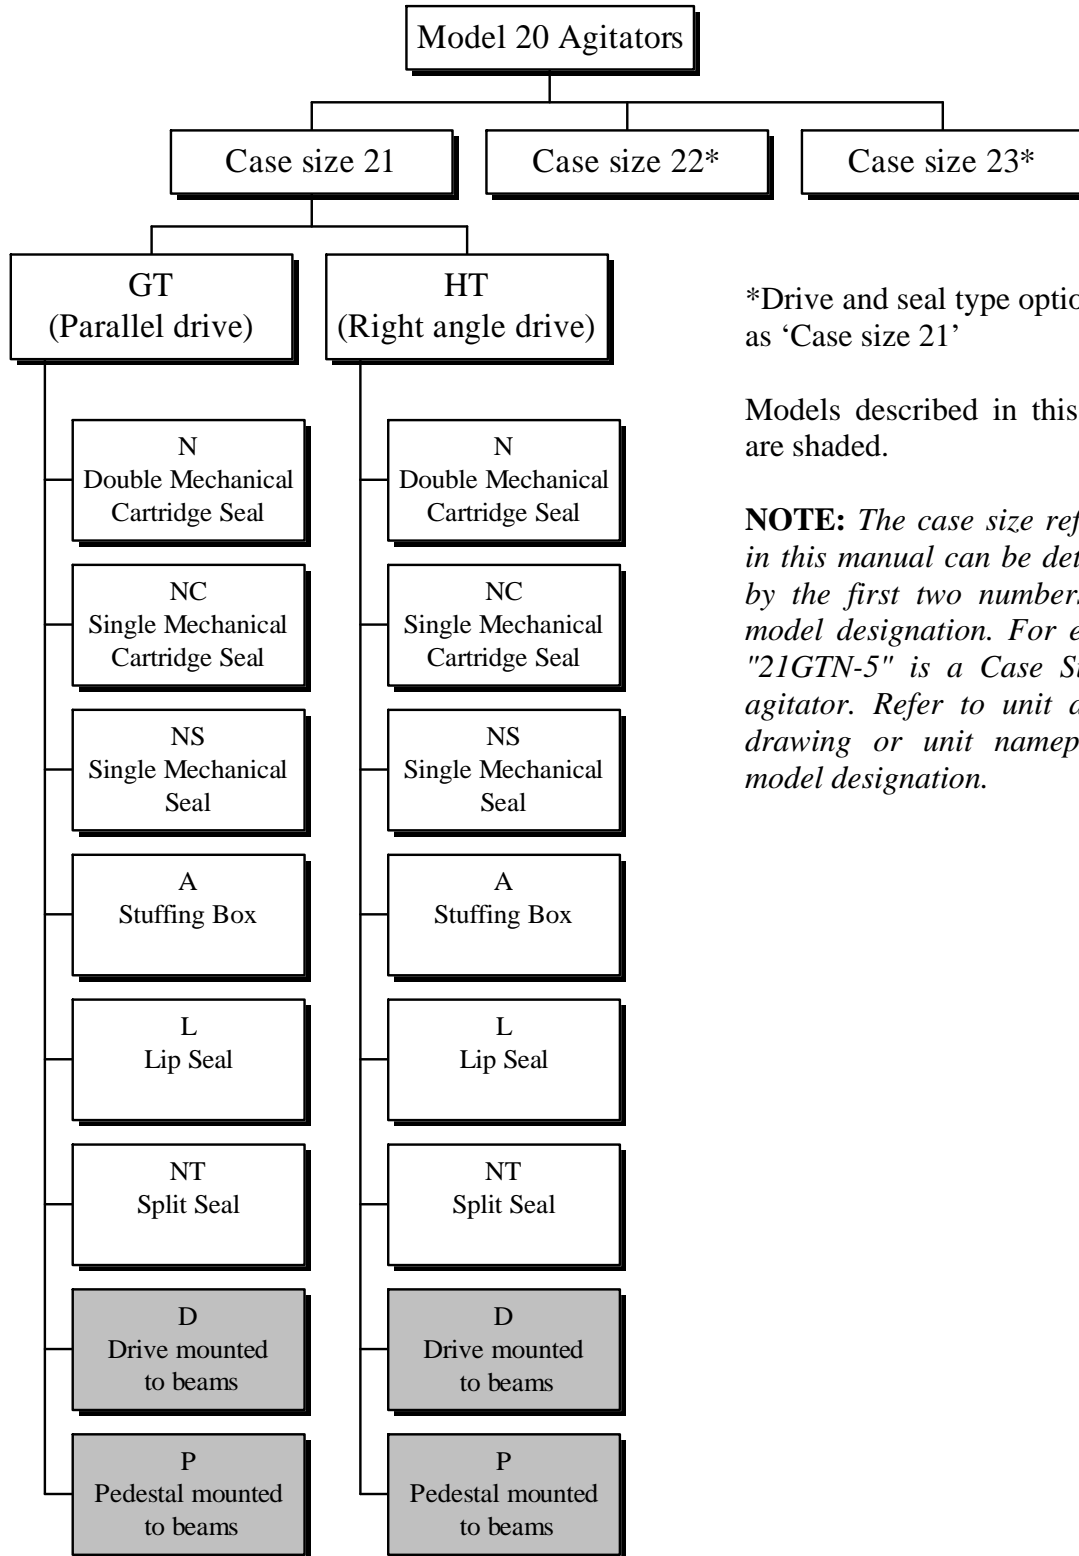 Model 20 Agitators
Case size 21
Case size 22*
Case size 23*
GT
(Parallel drive)
HT
(Right angle drive)
N
Double Mechanical
Cartridge Seal
NC
Single Mechanical
Cartridge Seal
NS
Single Mechanical
Seal
A
Stuffing Box
L
Lip Seal
NT
Split Seal
D
Drive mounted
to beams
P
Pedestal mounted
to beams
N
Double Mechanical
Cartridge Seal
NC
Single Mechanical
Cartridge Seal
NS
Single Mechanical
Seal
A
Stuffing Box
L
Lip Seal
NT
Split Seal
D
Drive mounted
to beams
P
Pedestal mounted
to beams
*Drive and seal type
as ‘Case size 21’
Models described in this
are shaded.
NOTE: The case size
in this manual can be
by the first two numbers
model designation. For
"21GTN-5" is a Case
agitator. Refer to unit
drawing or unit
model designation.